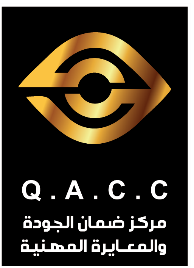 Q . A . C . C
مركز ضمان الجودة
والمعايرة المهنية